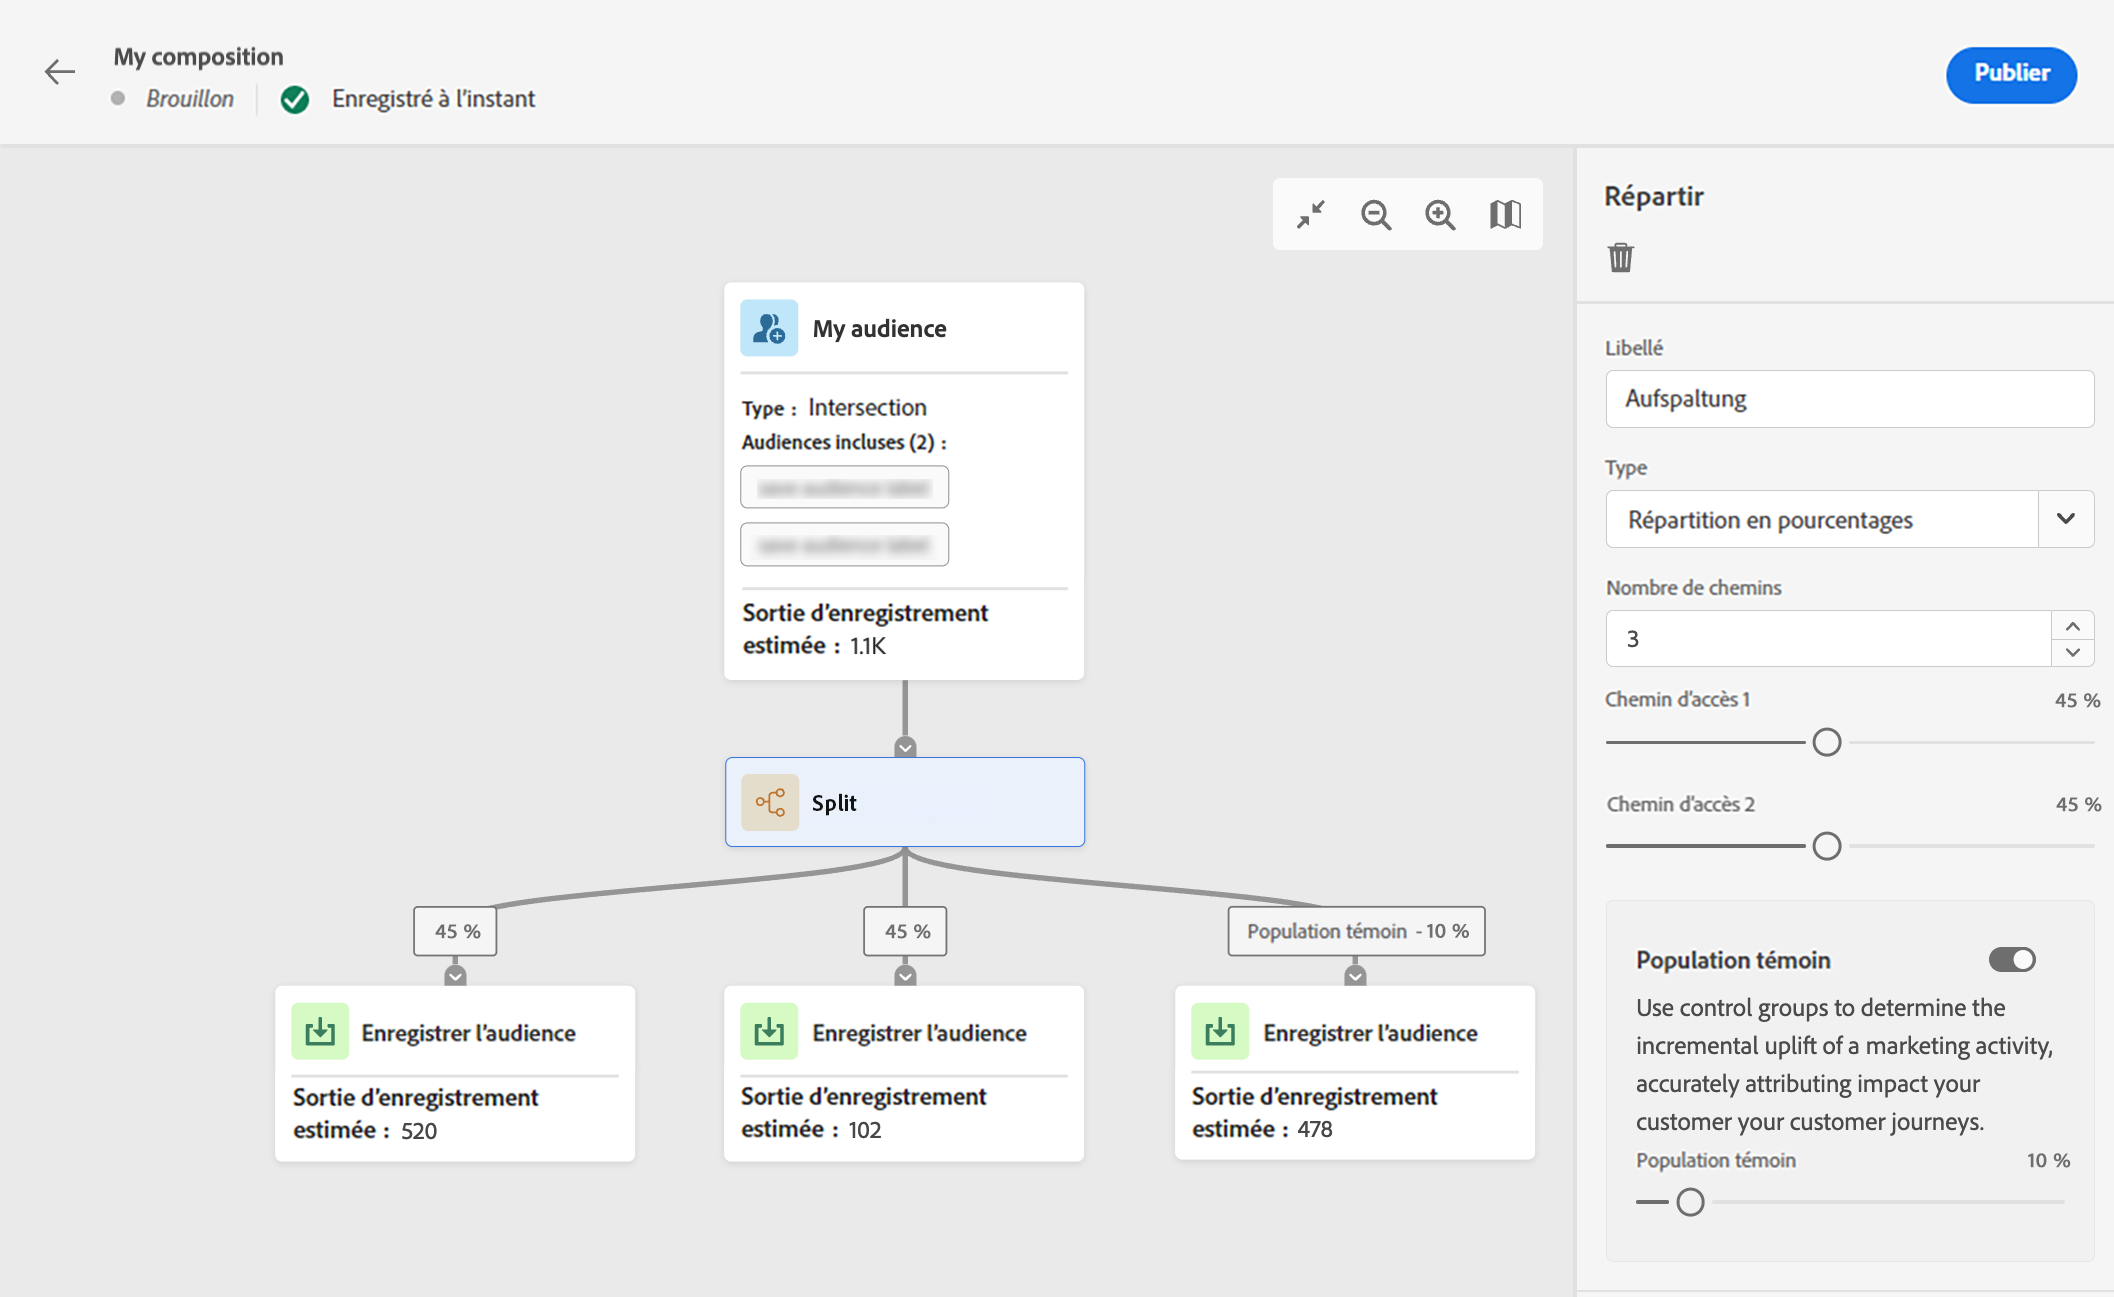 My composition
Brouillon
Enregistré à l’instant
Publier
My audience
Type : Intersection
Audiences incluses (2) :
Sortie d’enregistrement
estimée : 1.1K
Split
45 %
45 %
Population témoin - 10 %
Enregistrer l’audience
Sortie d’enregistrement
estimée : 520
Enregistrer l’audience
Sortie d’enregistrement
estimée : 102
Enregistrer l’audience
Sortie d’enregistrement
estimée : 478
Répartir
Libellé
Aufspaltung
Type
Répartition en pourcentages
Nombre de chemins
3
Chemin d’accès 1 45 %
Chemin d’accès 2 45 %
Population témoin
Use control groups to determine the
incremental uplift of a marketing activity,
accurately attributing impact your
customer your customer journeys.
Population témoin 10 %